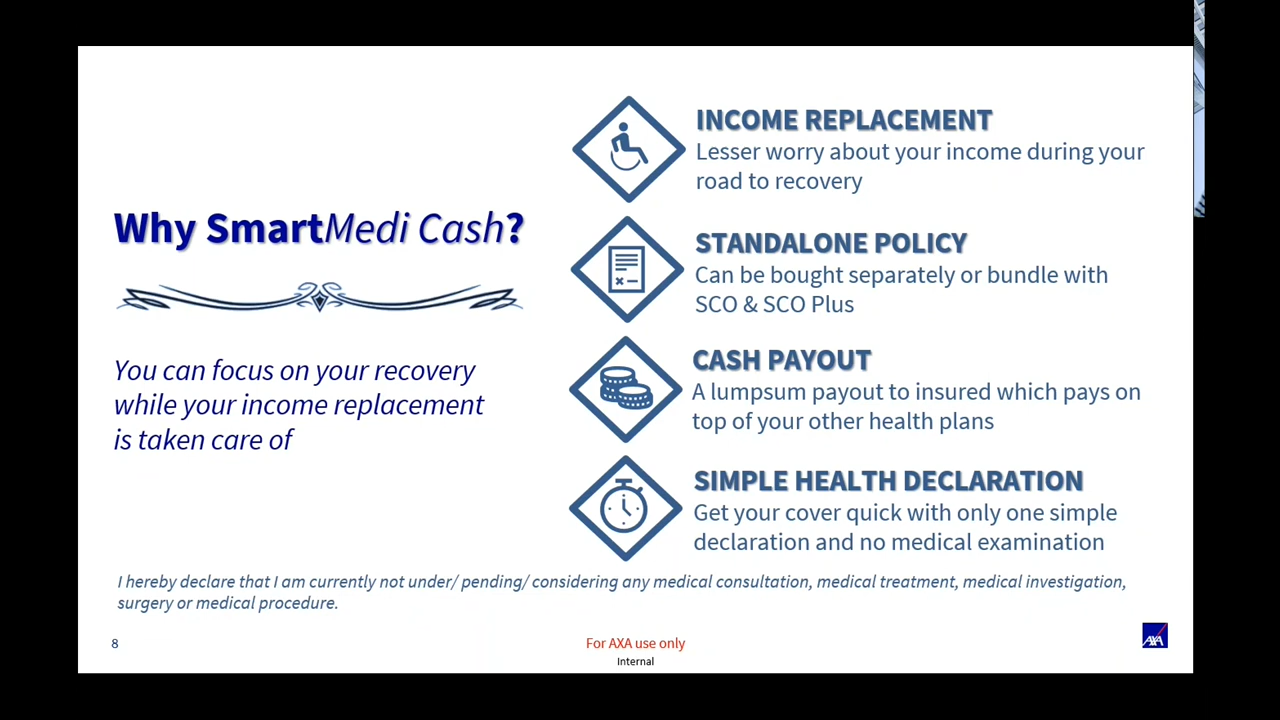 Why SmartMedi Cash?
You can focus on your recovery
while your income replacement
is taken care of
INCOME REPLACEMENT
Lesser worry about your income during your
road to recovery
STANDALONE POLICY
Can be bought separately or bundle with
SCO & SCO Plus
CASH PAYOUT
A lumpsum payout to insured which pays on
top of your other health plans
SIMPLE HEALTH DECLARATION
Get your cover quick with only one simple
declaration and no medical examination
I hereby declare that I am currently not under/ pending/ considering any medical consultation, medical treatment, medical investigation,
surgery or medical procedure.
8
For AXA use only
Internal
AXA